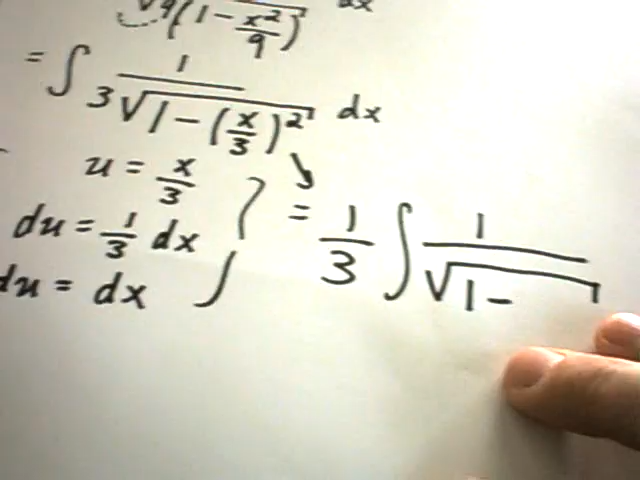 √9(1 - x²/9) dx
= ∫ 1/(3√(1 - (x/3)²)) dx
u = x/3
du = 1/3 dx
du = dx
= 1/3 ∫ 1/√(1 -